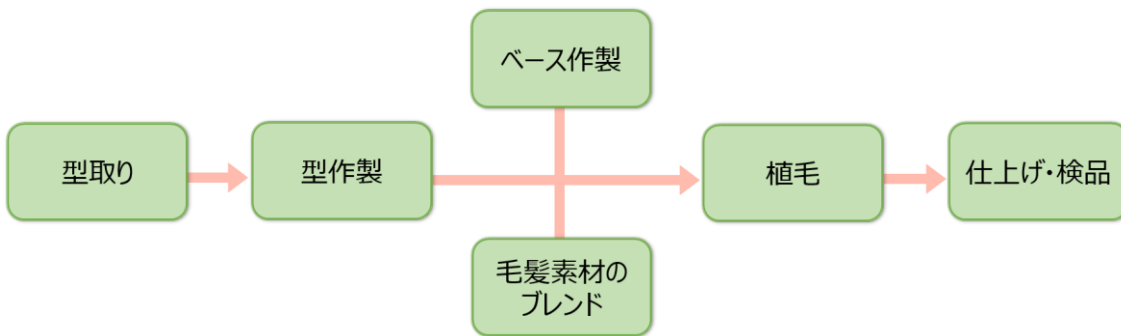 ベース作製
型取り
型作製
植毛
仕上げ・検品
毛髪素材の
ブレンド